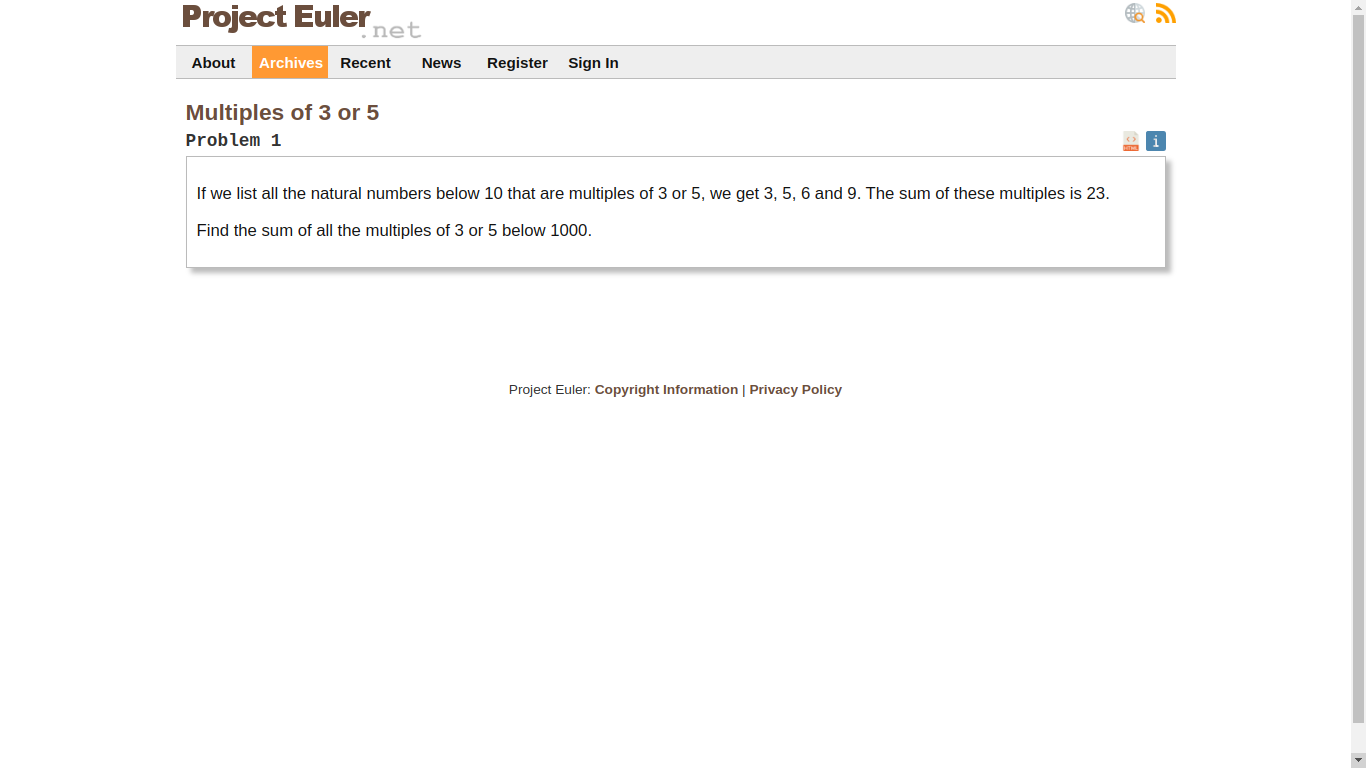 Project Euler.net
About Archives Recent News Register Sign In
Multiples of 3 or 5
Problem 1
HTML i
If we list all the natural numbers below 10 that are multiples of 3 or 5, we get 3, 5, 6 and 9. The sum of these multiples is 23.
Find the sum of all the multiples of 3 or 5 below 1000.
Project Euler: Copyright Information | Privacy Policy